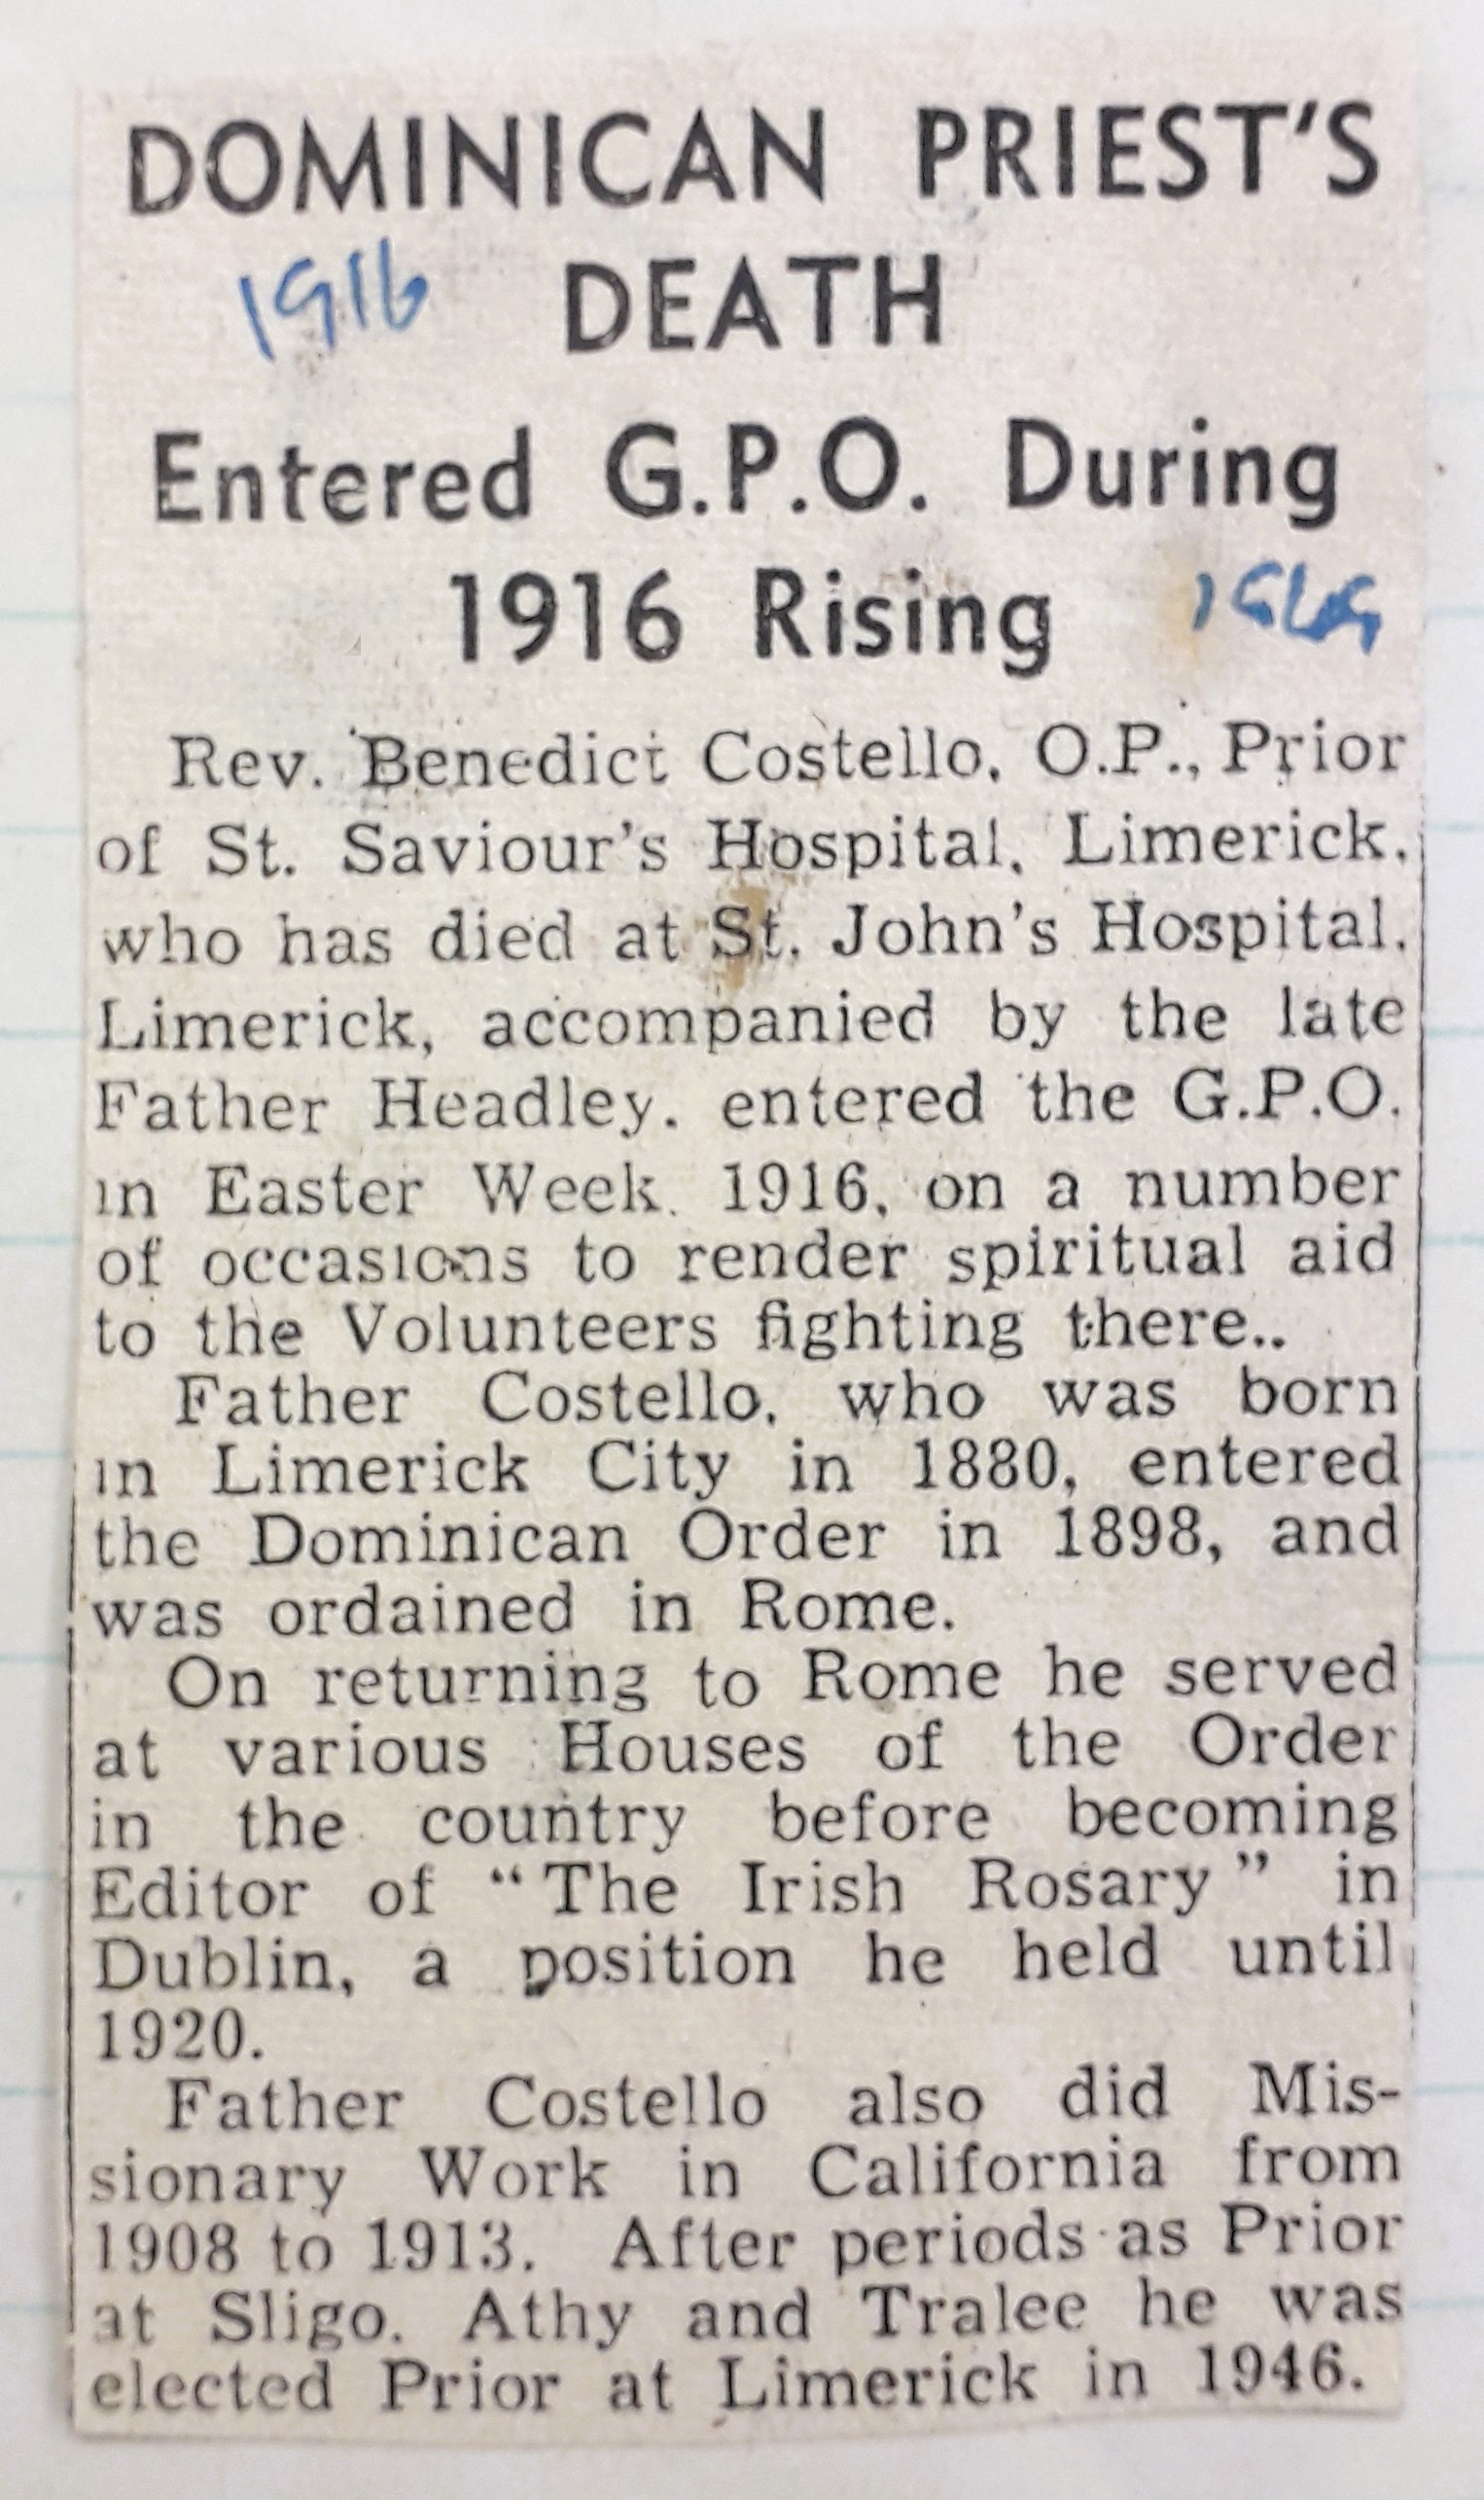 DOMINICAN PRIEST'S
1916 DEATH
Entered G.P.O. During
1916 Rising
Rev. Benedict Costello, O.P., Prior
of St. Saviour's Hospital, Limerick,
who has died at St. John's Hospital,
Limerick, accompanied by the late
Father Headley, entered the G.P.O.
in Easter Week, 1916, on a number
of occasions to render spiritual aid
to the Volunteers fighting there..
Father Costello, who was born
in Limerick City in 1880, entered
the Dominican Order in 1898, and
was ordained in Rome.
On returning to Rome he served
at various Houses of the Order
in the country before becoming
Editor of "The Irish Rosary" in
Dublin, a position he held until
1920.
Father Costello also did Mis-
sionary Work in California from
1908 to 1913. After periods as Prior
at Sligo, Athy and Tralee he was
elected Prior at Limerick in 1946.